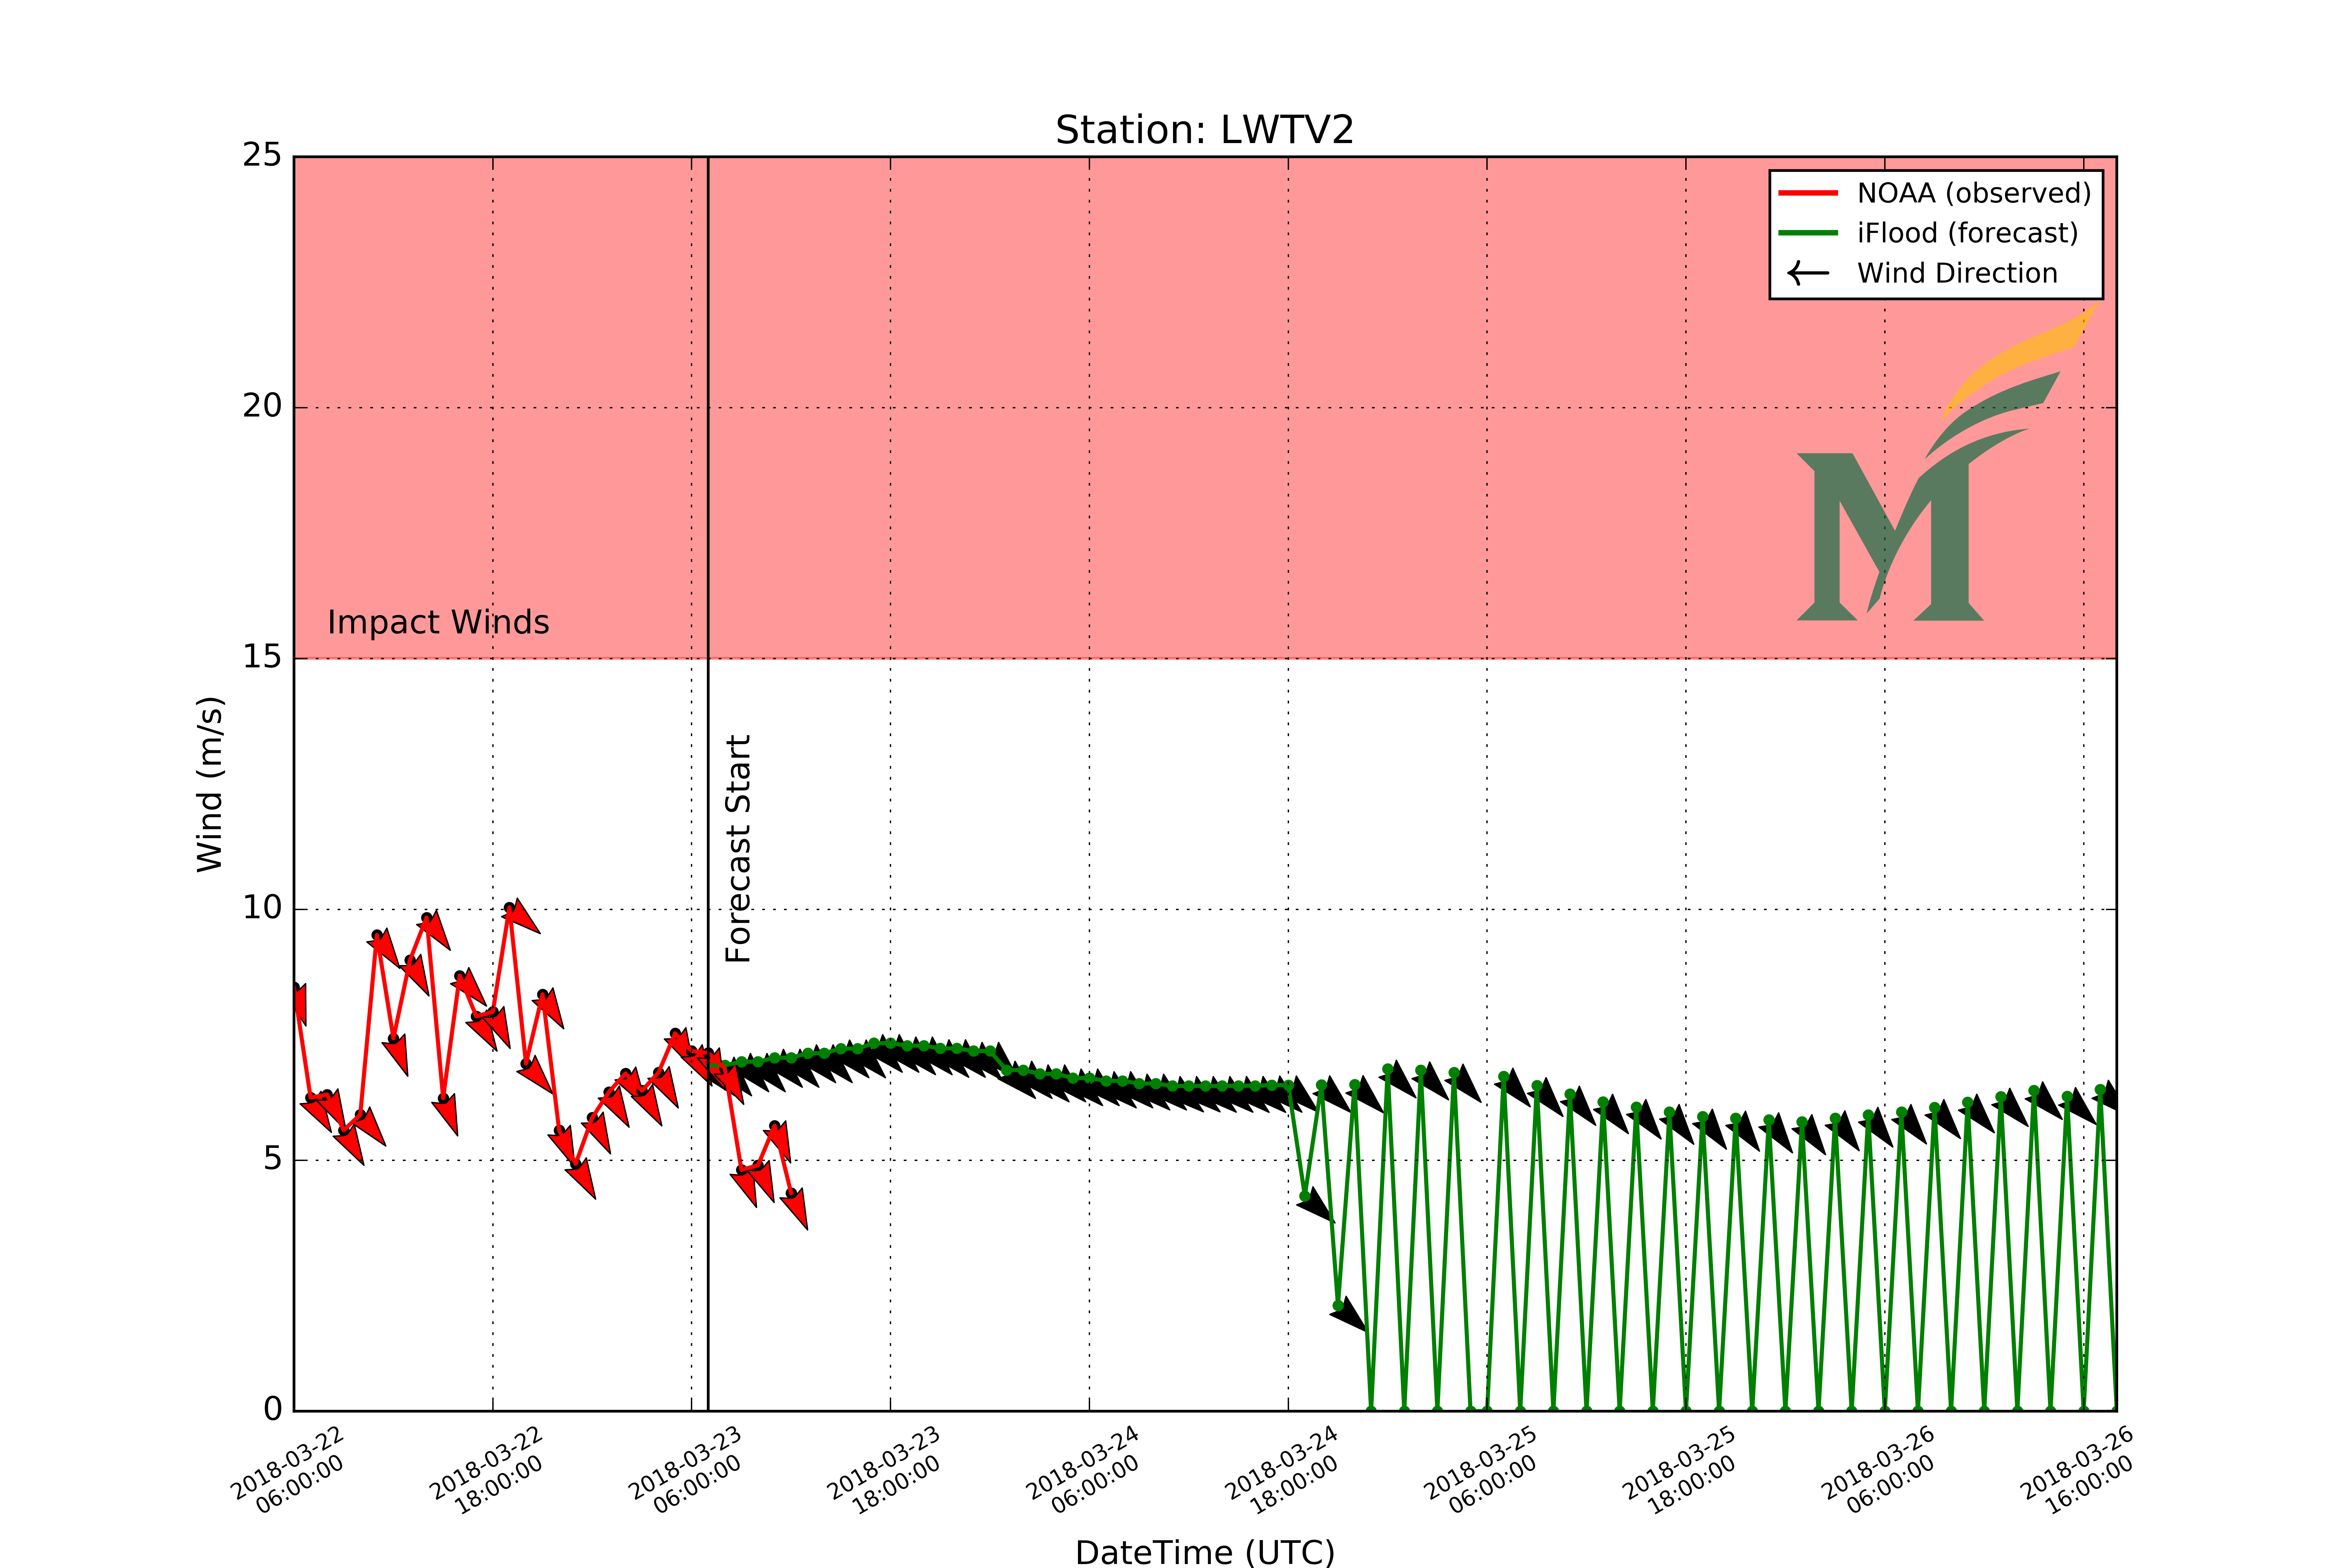 Station: LWTV2
25
20
15
10
5
0
Wind (m/s)
NOAA (observed)
iFlood (forecast)
Wind Direction
Impact Winds
Forecast Start
2018-03-22
06:00:00
2018-03-22
18:00:00
2018-03-23
06:00:00
2018-03-23
18:00:00
2018-03-24
06:00:00
2018-03-24
18:00:00
2018-03-25
06:00:00
2018-03-25
18:00:00
2018-03-26
06:00:00
2018-03-26
16:00:00
DateTime (UTC)
M